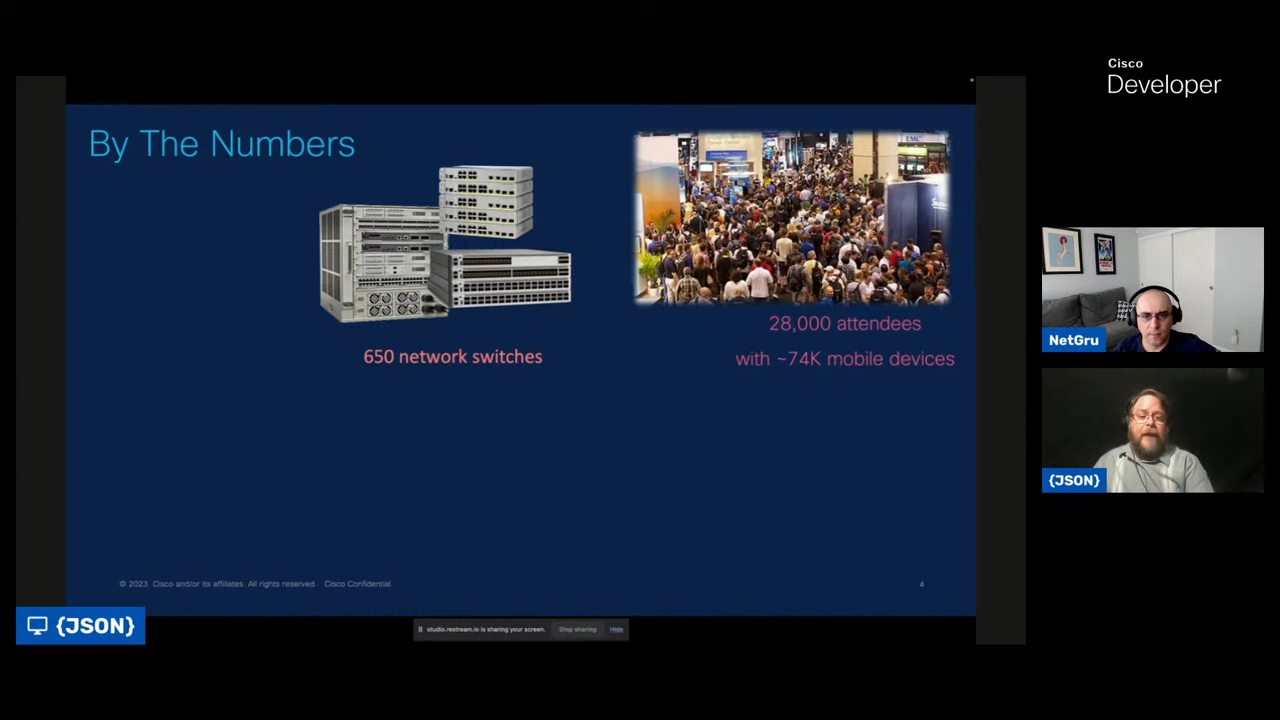 Cisco
Developer
By The Numbers
EMC
650 network switches
28,000 attendees
with ~74K mobile devices
NetGru
{JSON}
© 2023 Cisco and/or its affiliates. All rights reserved. Cisco Confidential
4
{JSON}
studio.restream.io is sharing your screen. Stop sharing Hide